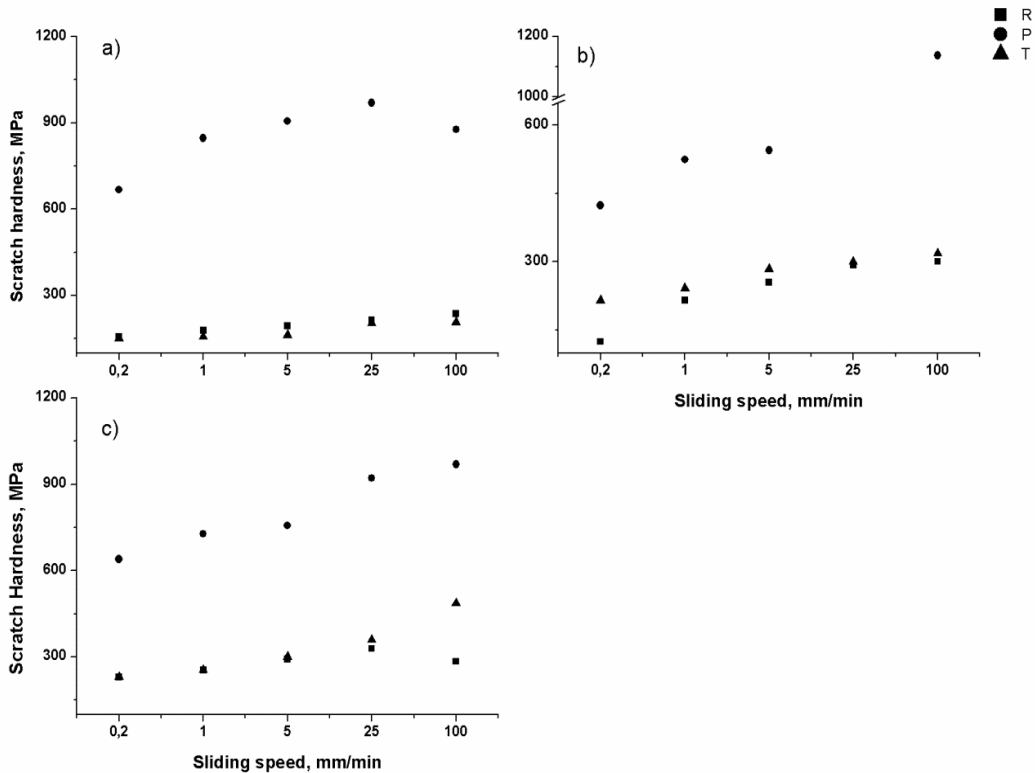 R
P
T
a)
1200
900
600
300
Scratch hardness, MPa
0,2 1 5 25 100
b)
1200
1000
600
300
0,2 1 5 25 100
Sliding speed, mm/min
c)
1200
900
600
300
Scratch Hardness, MPa
0,2 1 5 25 100
Sliding speed, mm/min